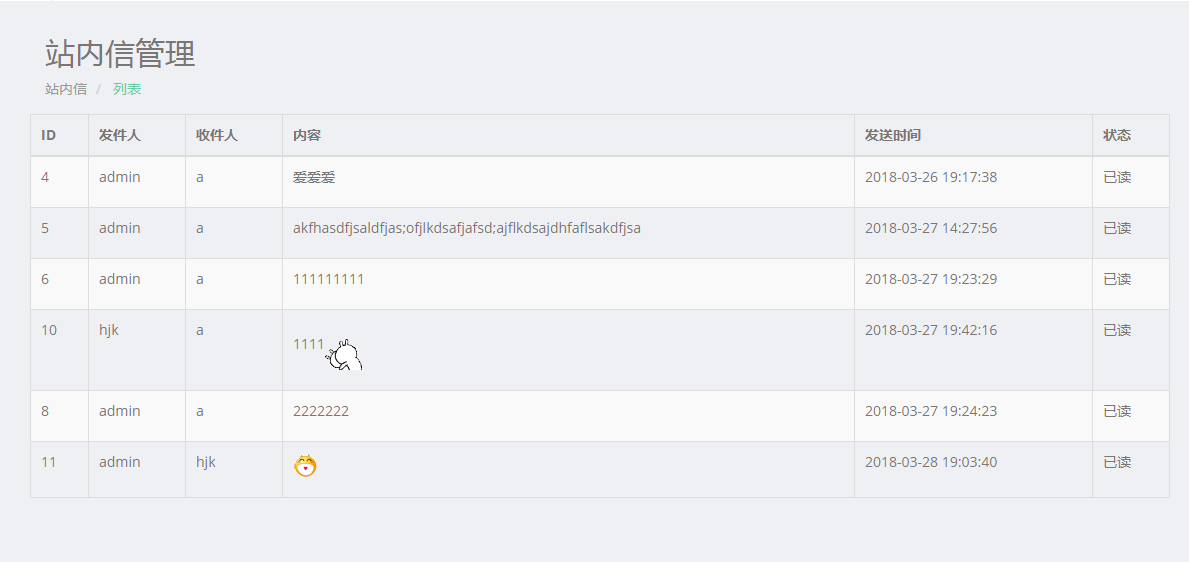 站内信管理
站内信 / 列表
ID 发件人 收件人 内容 发送时间 状态
4 admin a 爱爱爱 2018-03-26 19:17:38 已读
5 admin a akfhasdfjsaldfjas;ofjlkdsafjafsd;ajflkdsajdhfaflsakdfjsa 2018-03-27 14:27:56 已读
6 admin a 111111111 2018-03-27 19:23:29 已读
10 hjk a 1111 2018-03-27 19:42:16 已读
8 admin a 2222222 2018-03-27 19:24:23 已读
11 admin hjk 2018-03-28 19:03:40 已读